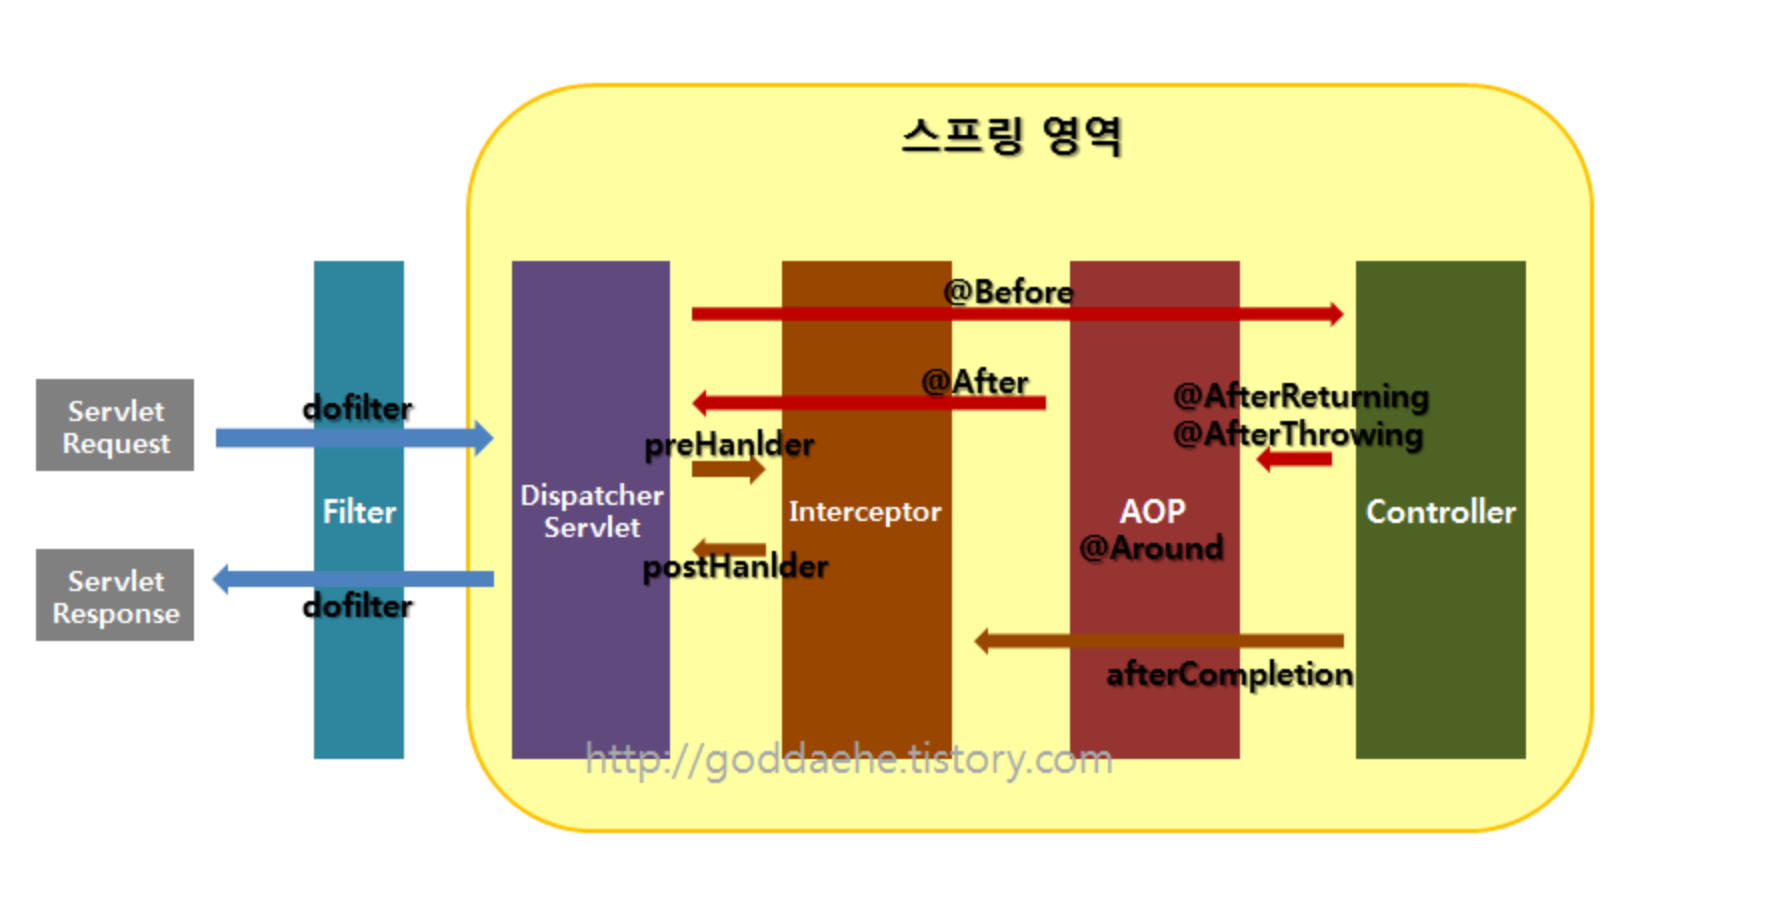 스프링 영역
@Before
@After
@AfterReturning
@AfterThrowing
Servlet
Request
dofilter
preHanlder
Filter
Dispatcher
Servlet
Interceptor
AOP
@Around
Controller
postHanlder
Servlet
Response
dofilter
afterCompletion
http://goddaehe.tistory.com